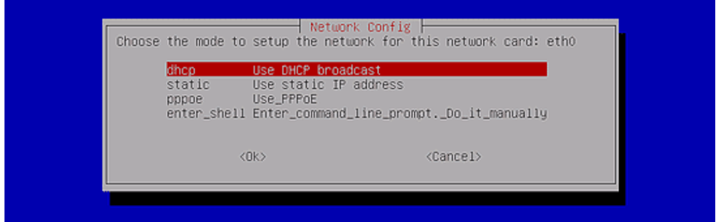 Network Config
Choose the mode to setup the network for this network card: eth0
dhcp Use DHCP broadcast
static Use static IP address
pppoe Use_PPPoE
enter_shell Enter_command_line_prompt._Do_it_manually
<Ok> <Cancel>